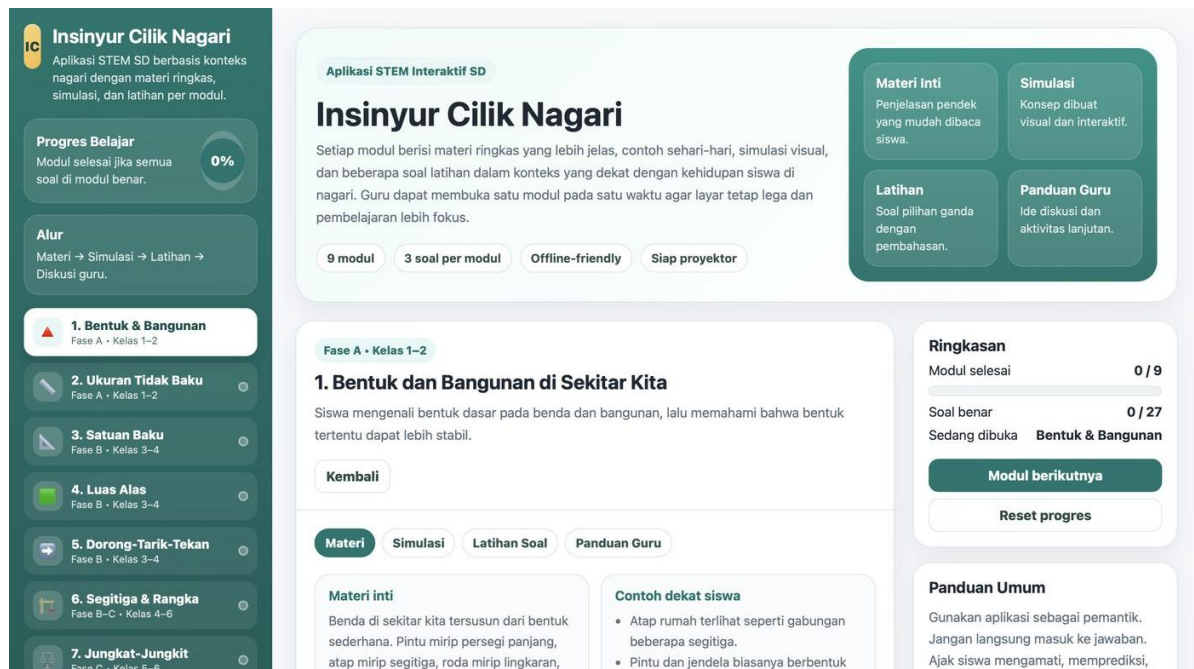 IC
Insinyur Cilik Nagari
Aplikasi STEM SD berbasis konteks
nagari dengan materi ringkas,
simulasi, dan latihan per modul.
Progres Belajar
Modul selesai jika semua
soal di modul benar.
0%
Alur
Materi → Simulasi → Latihan →
Diskusi guru.
1. Bentuk & Bangunan
Fase A • Kelas 1–2
2. Ukuran Tidak Baku
Fase A • Kelas 1–2
3. Satuan Baku
Fase B • Kelas 3–4
4. Luas Alas
Fase B • Kelas 3–4
5. Dorong-Tarik-Tekan
Fase B • Kelas 3–4
6. Segitiga & Rangka
Fase B–C • Kelas 4–6
7. Jungkat-Jungkit
Fase C • Kelas 5–6
Aplikasi STEM Interaktif SD
Insinyur Cilik Nagari
Setiap modul berisi materi ringkas yang lebih jelas, contoh sehari-hari, simulasi visual,
dan beberapa soal latihan dalam konteks yang dekat dengan kehidupan siswa di
nagari. Guru dapat membuka satu modul pada satu waktu agar layar tetap lega dan
pembelajaran lebih fokus.
9 modul
3 soal per modul
Offline-friendly
Siap proyektor
Materi Inti
Penjelasan pendek
yang mudah dibaca
siswa.
Simulasi
Konsep dibuat
visual dan interaktif.
Latihan
Soal pilihan ganda
dengan
pembahasan.
Panduan Guru
Ide diskusi dan
aktivitas lanjutan.
Fase A • Kelas 1–2
1. Bentuk dan Bangunan di Sekitar Kita
Siswa mengenali bentuk dasar pada benda dan bangunan, lalu memahami bahwa bentuk
tertentu dapat lebih stabil.
Kembali
Materi
Simulasi
Latihan Soal
Panduan Guru
Materi inti
Benda di sekitar kita tersusun dari bentuk
sederhana. Pintu mirip persegi panjang,
atap mirip segitiga, roda mirip lingkaran,
Contoh dekat siswa
• Atap rumah terlihat seperti gabungan
beberapa segitiga.
• Pintu dan jendela biasanya berbentuk
Ringkasan
Modul selesai 0 / 9
Soal benar 0 / 27
Sedang dibuka Bentuk & Bangunan
Modul berikutnya
Reset progres
Panduan Umum
Gunakan aplikasi sebagai pemantik.
Jangan langsung masuk ke jawaban.
Ajak siswa mengamati, memprediksi,